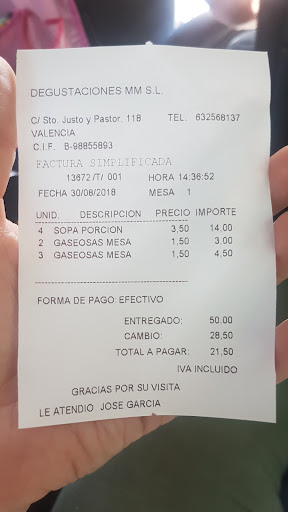 DEGUSTACIONES MM S.L.
C/ Sto. Justo y Pastor. 118 TEL. 632568137
VALENCIA
C.I.F. B-98855893
FACTURA SIMPLIFICADA
13672 /T/ 001 HORA 14:36:52
FECHA 30/08/2018 MESA 1
UNID. DESCRIPCION PRECIO IMPORTE
4 SOPA PORCION 3,50 14,00
2 GASEOSAS MESA 1,50 3,00
3 GASEOSAS MESA 1,50 4,50
FORMA DE PAGO: EFECTIVO
ENTREGADO: 50.00
CAMBIO: 28,50
TOTAL A PAGAR: 21,50
IVA INCLUIDO
GRACIAS POR SU VISITA
LE ATENDIO JOSE GARCIA